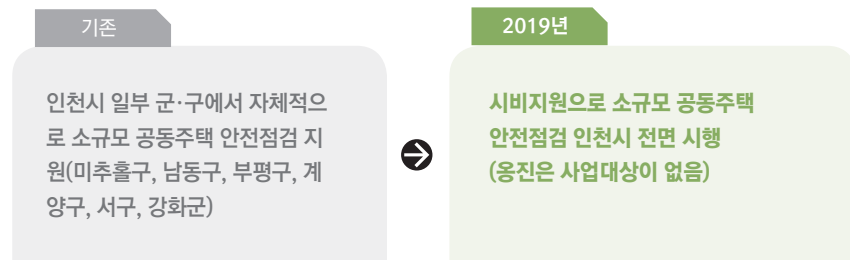 기존
인천시 일부 군·구에서 자체적으
로 소규모 공동주택 안전점검 지
원(미추홀구, 남동구, 부평구, 계
양구, 서구, 강화군)
2019년
시비지원으로 소규모 공동주택
안전점검 인천시 전면 시행
(옹진은 사업대상이 없음)